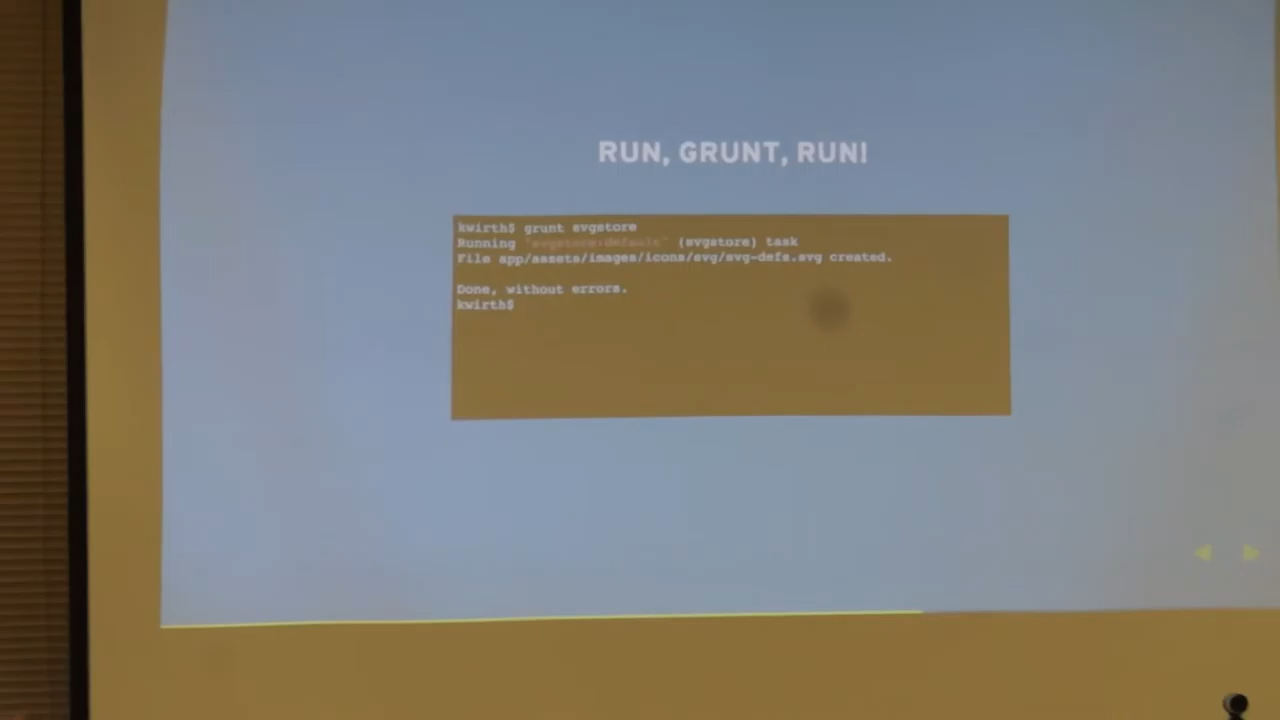 RUN, GRUNT, RUN!
kwirth$ grunt svgstore
Running "svgstore:default" (svgstore) task
File app/assets/images/icons/svg/svg-defs.svg created.
Done, without errors.
kwirth$